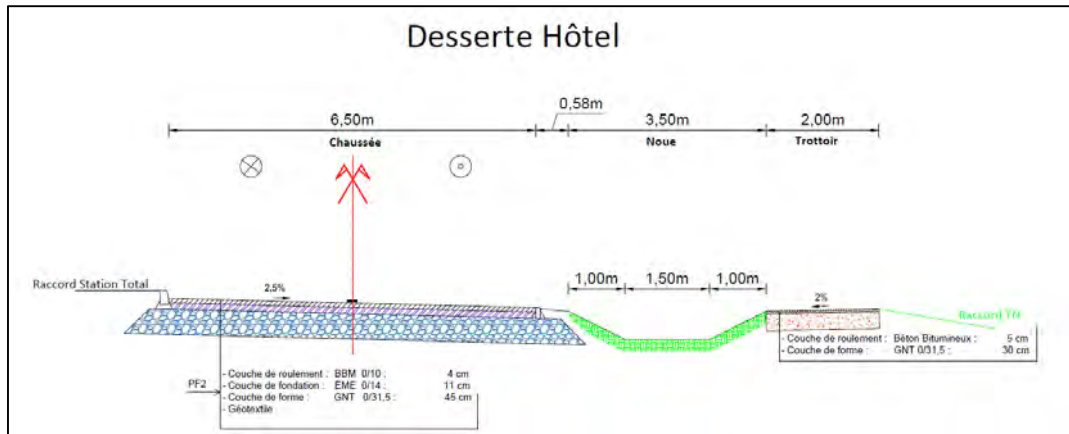 Desserte Hôtel
0,58m
6,50m
3,50m
2,00m
Chaussée
Noue
Trottoir
1,00m
1,50m
1,00m
Raccord Station Total
2,5%
2%
Raccord TN
- Couche de roulement : Béton Bitumineux : 5 cm
- Couche de forme : GNT 0/31,5 : 30 cm
PF2
- Couche de roulement : BBM 0/10 : 4 cm
- Couche de fondation : EME 0/14 : 11 cm
- Couche de forme : GNT 0/31,5 : 45 cm
- Géotextile